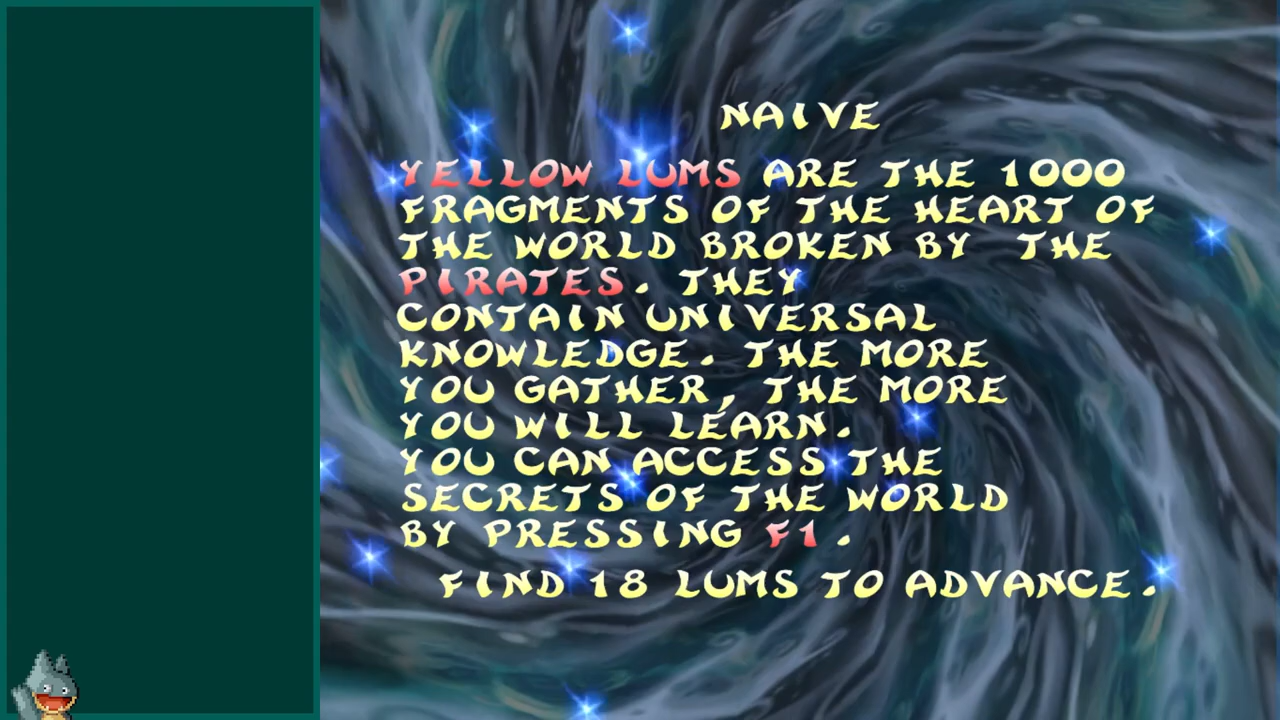 NAIVE
YELLOW LUMS ARE THE 1000
FRAGMENTS OF THE HEART OF
THE WORLD BROKEN BY THE
PIRATES. THEY
CONTAIN UNIVERSAL
KNOWLEDGE. THE MORE
YOU GATHER, THE MORE
YOU WILL LEARN.
YOU CAN ACCESS THE
SECRETS OF THE WORLD
BY PRESSING F1.
FIND 18 LUMS TO ADVANCE.